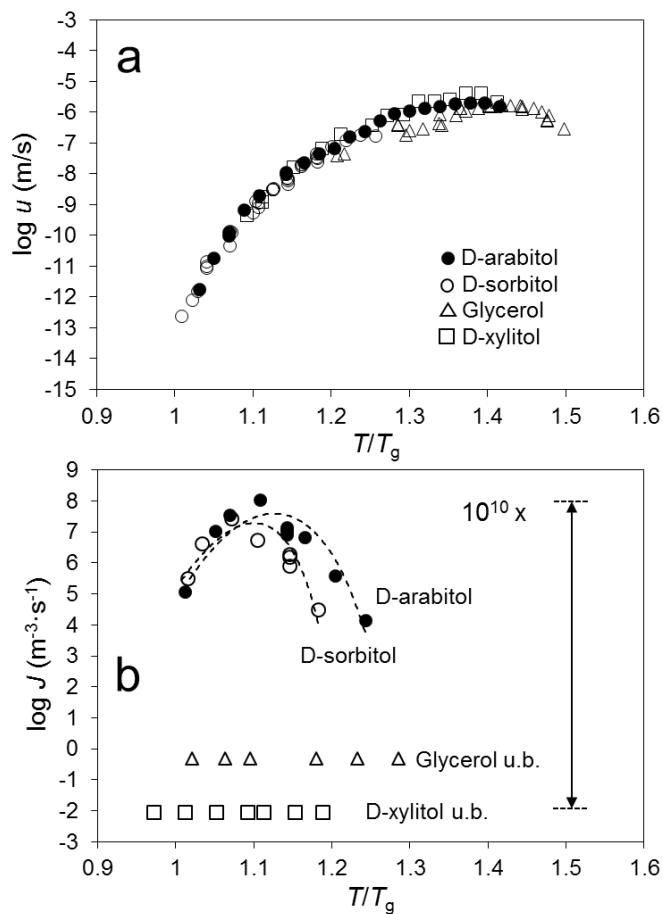 -3
-4
-5
-6
-7
-8
-9
-10
-11
-12
-13
-14
-15
a
log u (m/s)
D-arabitol
D-sorbitol
Glycerol
D-xylitol
0.9 1 1.1 1.2 1.3 1.4 1.5 1.6
T/Tg
9
8
7
6
5
4
3
2
1
0
-1
-2
-3
b
log J (m⁻³·s⁻¹)
10¹⁰ x
D-arabitol
D-sorbitol
Glycerol u.b.
D-xylitol u.b.
0.9 1 1.1 1.2 1.3 1.4 1.5 1.6
T/Tg